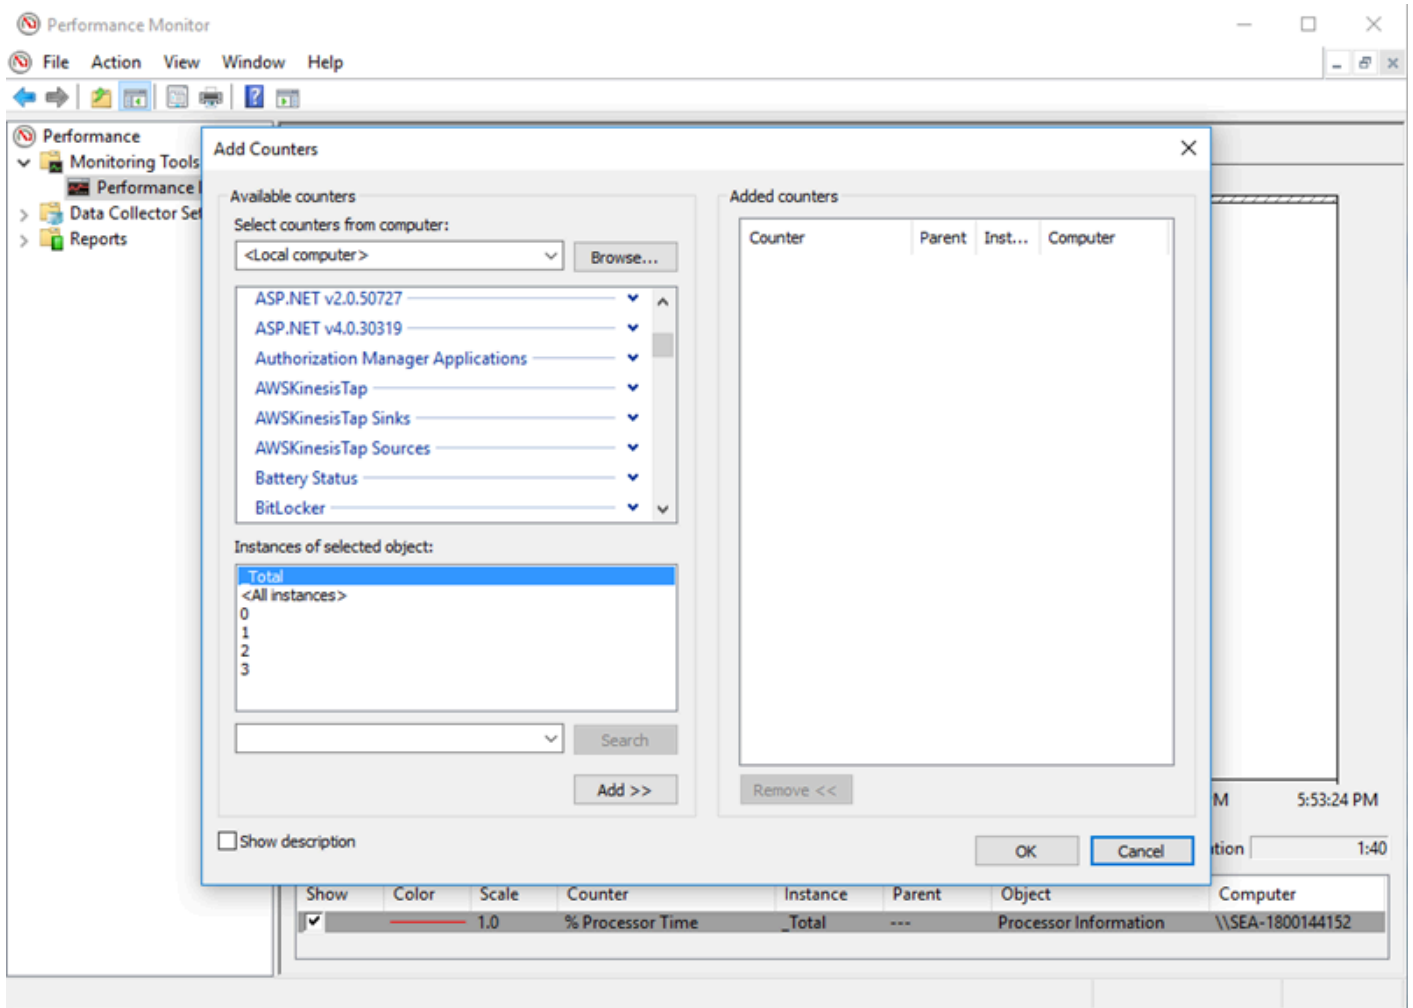 Performance Monitor
File Action View Window Help
Performance
Monitoring Tools
Performance
Data Collector Set
Reports
Add Counters
Available counters
Select counters from computer:
<Local computer>
Browse...
ASP.NET v2.0.50727
ASP.NET v4.0.30319
Authorization Manager Applications
AWSKinesisTap
AWSKinesisTap Sinks
AWSKinesisTap Sources
Battery Status
BitLocker
Instances of selected object:
_Total
<All instances>
0
1
2
3
Search
Add >>
Show description
Added counters
Counter Parent Inst... Computer
Remove <<
OK Cancel
M 5:53:24 PM
ation 1:40
Show Color Scale Counter Instance Parent Object Computer
1.0 % Processor Time _Total --- Processor Information \\SEA-1800144152